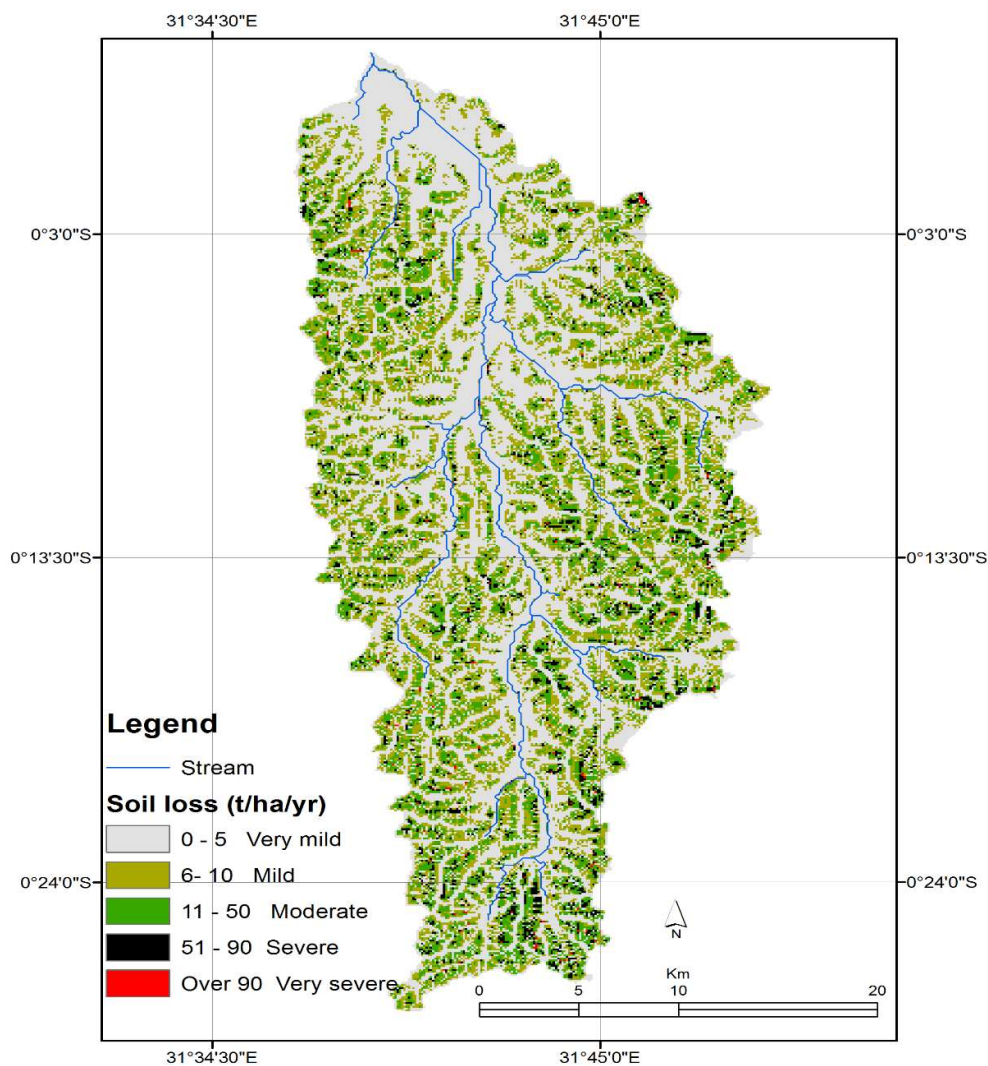 31°34'30"E 31°45'0"E
0°3'0"S 0°3'0"S
0°13'30"S 0°13'30"S
Legend
Stream
Soil loss (t/ha/yr)
0 - 5 Very mild
6- 10 Mild
0°24'0"S 0°24'0"S
11 - 50 Moderate
N
51 - 90 Severe
Km
Over 90 Very severe
0 5 10 20
31°34'30"E 31°45'0"E